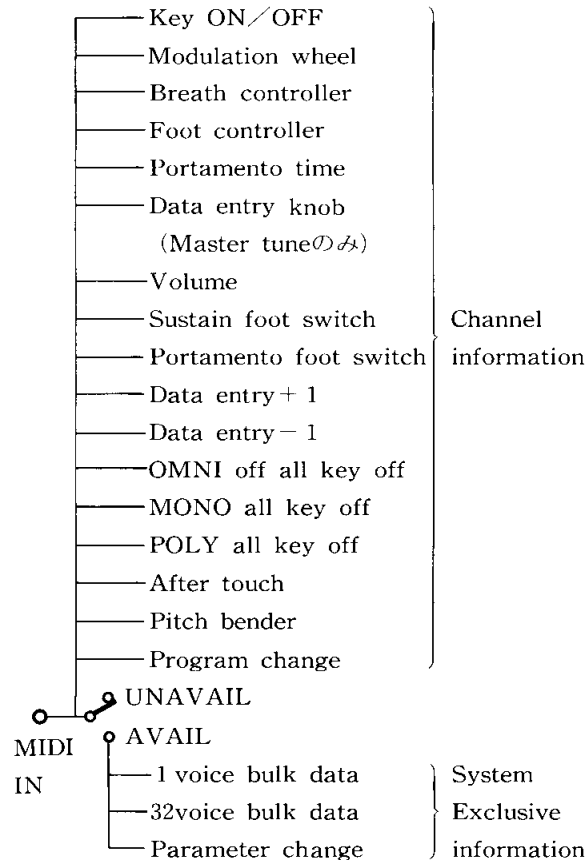 Key ON／OFF
Modulation wheel
Breath controller
Foot controller
Portamento time
Data entry knob
(Master tuneのみ)
Volume
Sustain foot switch
Portamento foot switch
Data entry＋1
Data entry－1
OMNI off all key off
MONO all key off
POLY all key off
After touch
Pitch bender
Program change
Channel
information
UNAVAIL
AVAIL
MIDI
IN
1 voice bulk data
32voice bulk data
Parameter change
System
Exclusive
information